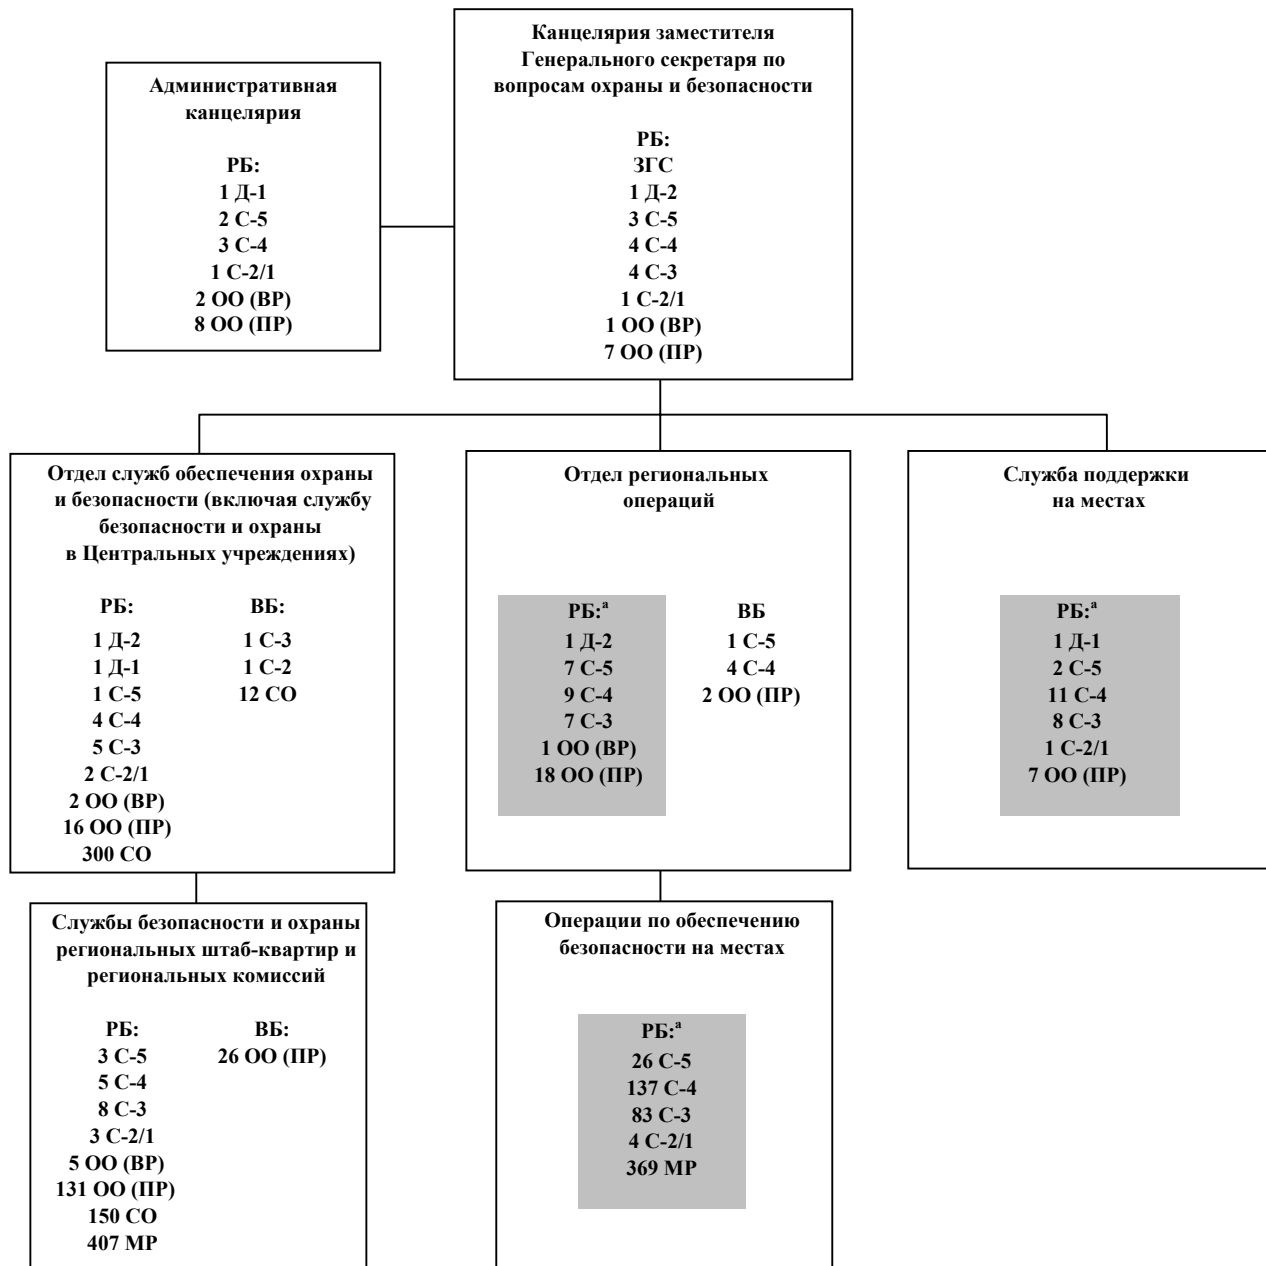 Канцелярия заместителя
Генерального секретаря по
вопросам охраны и безопасности
РБ:
ЗГС
1 Д-2
3 С-5
4 С-4
4 С-3
1 С-2/1
1 ОО (ВР)
7 ОО (ПР)
Административная
канцелярия
РБ:
1 Д-1
2 С-5
3 С-4
1 С-2/1
2 ОО (ВР)
8 ОО (ПР)
Отдел служб обеспечения охраны
и безопасности (включая службу
безопасности и охраны
в Центральных учреждениях)
РБ:
1 Д-2
1 Д-1
1 С-5
4 С-4
5 С-3
2 С-2/1
2 ОО (ВР)
16 ОО (ПР)
300 СО
ВБ:
1 С-3
1 С-2
12 СО
Отдел региональных
операций
РБ:ª
1 Д-2
7 С-5
9 С-4
7 С-3
1 ОО (ВР)
18 ОО (ПР)
ВБ
1 С-5
4 С-4
2 ОО (ПР)
Служба поддержки
на местах
РБ:ª
1 Д-1
2 С-5
11 С-4
8 С-3
1 С-2/1
7 ОО (ПР)
Службы безопасности и охраны
региональных штаб-квартир и
региональных комиссий
РБ:
3 С-5
5 С-4
8 С-3
3 С-2/1
5 ОО (ВР)
131 ОО (ПР)
150 СО
407 МР
ВБ:
26 ОО (ПР)
Операции по обеспечению
безопасности на местах
РБ:ª
26 С-5
137 С-4
83 С-3
4 С-2/1
369 МР